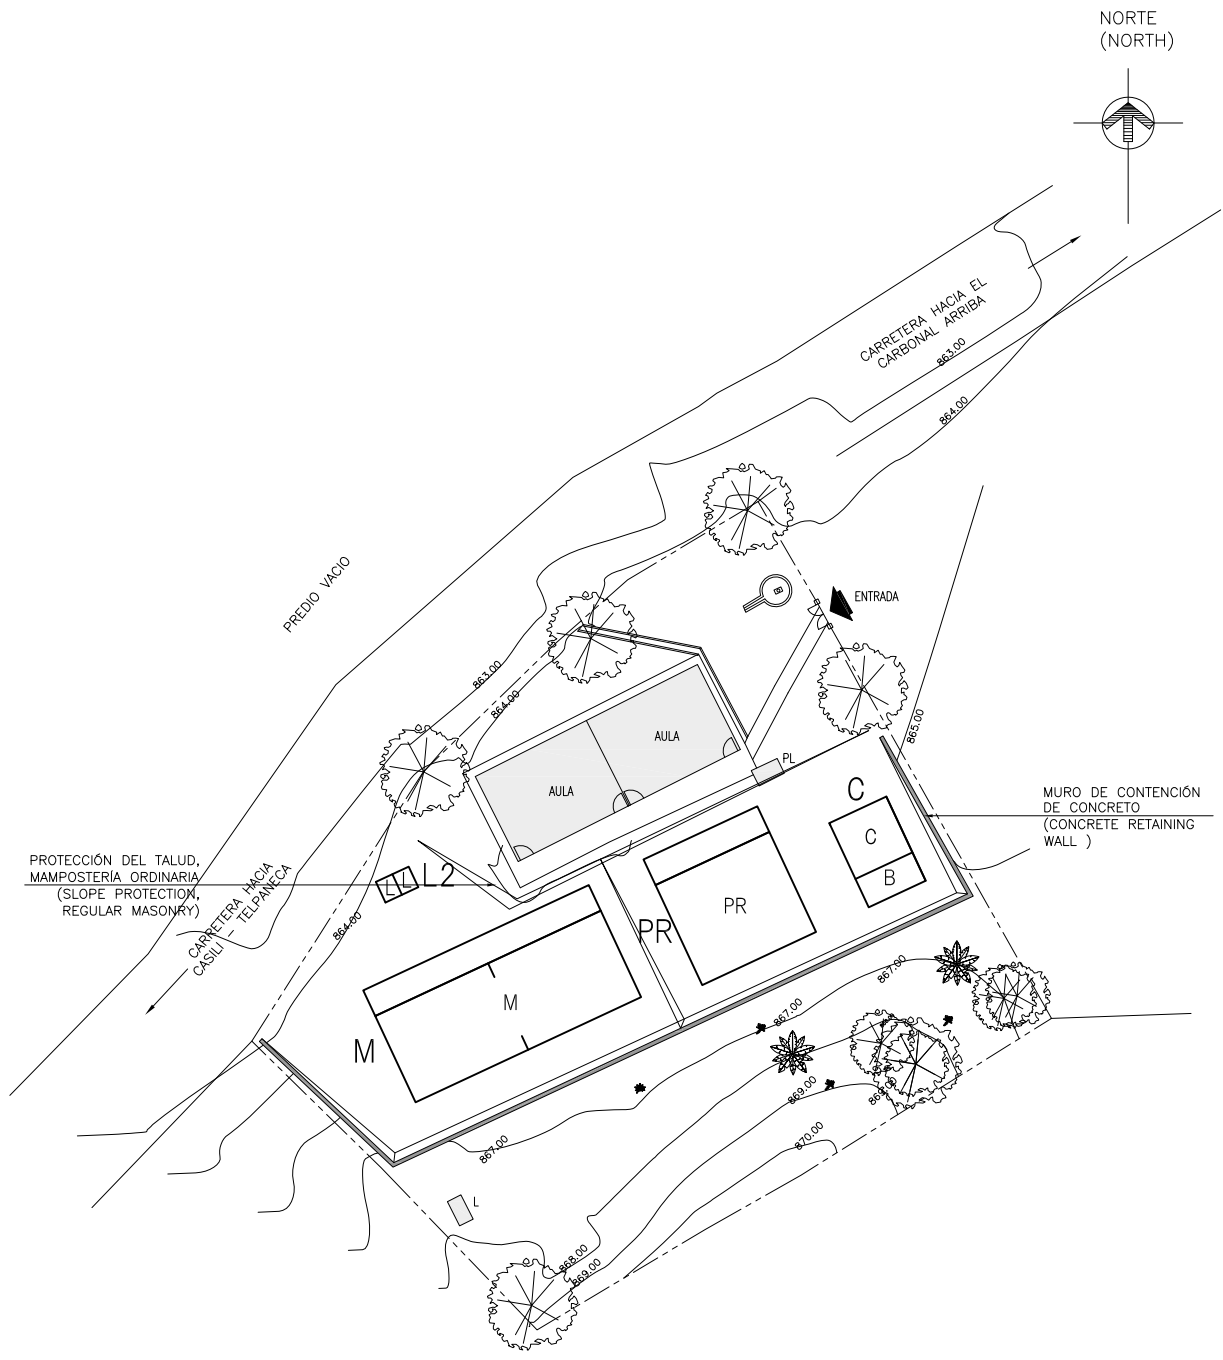 NORTE
(NORTH)
CARRETERA HACIA EL
CARBONAL ARRIBA
863.00
864.00
PREDIO VACIO
ENTRADA
863.00
864.00
865.00
AULA
AULA
PL
C
C
B
MURO DE CONTENCIÓN
DE CONCRETO
(CONCRETE RETAINING
WALL )
PROTECCIÓN DEL TALUD,
MAMPOSTERÍA ORDINARIA
(SLOPE PROTECTION,
REGULAR MASONRY)
L
L
L2
CARRETERA HACIA
CASILI - TELPANECA
864.00
PR
PR
M
M
867.00
867.00
869.00
869.00
867.00
870.00
L
868.00
869.00